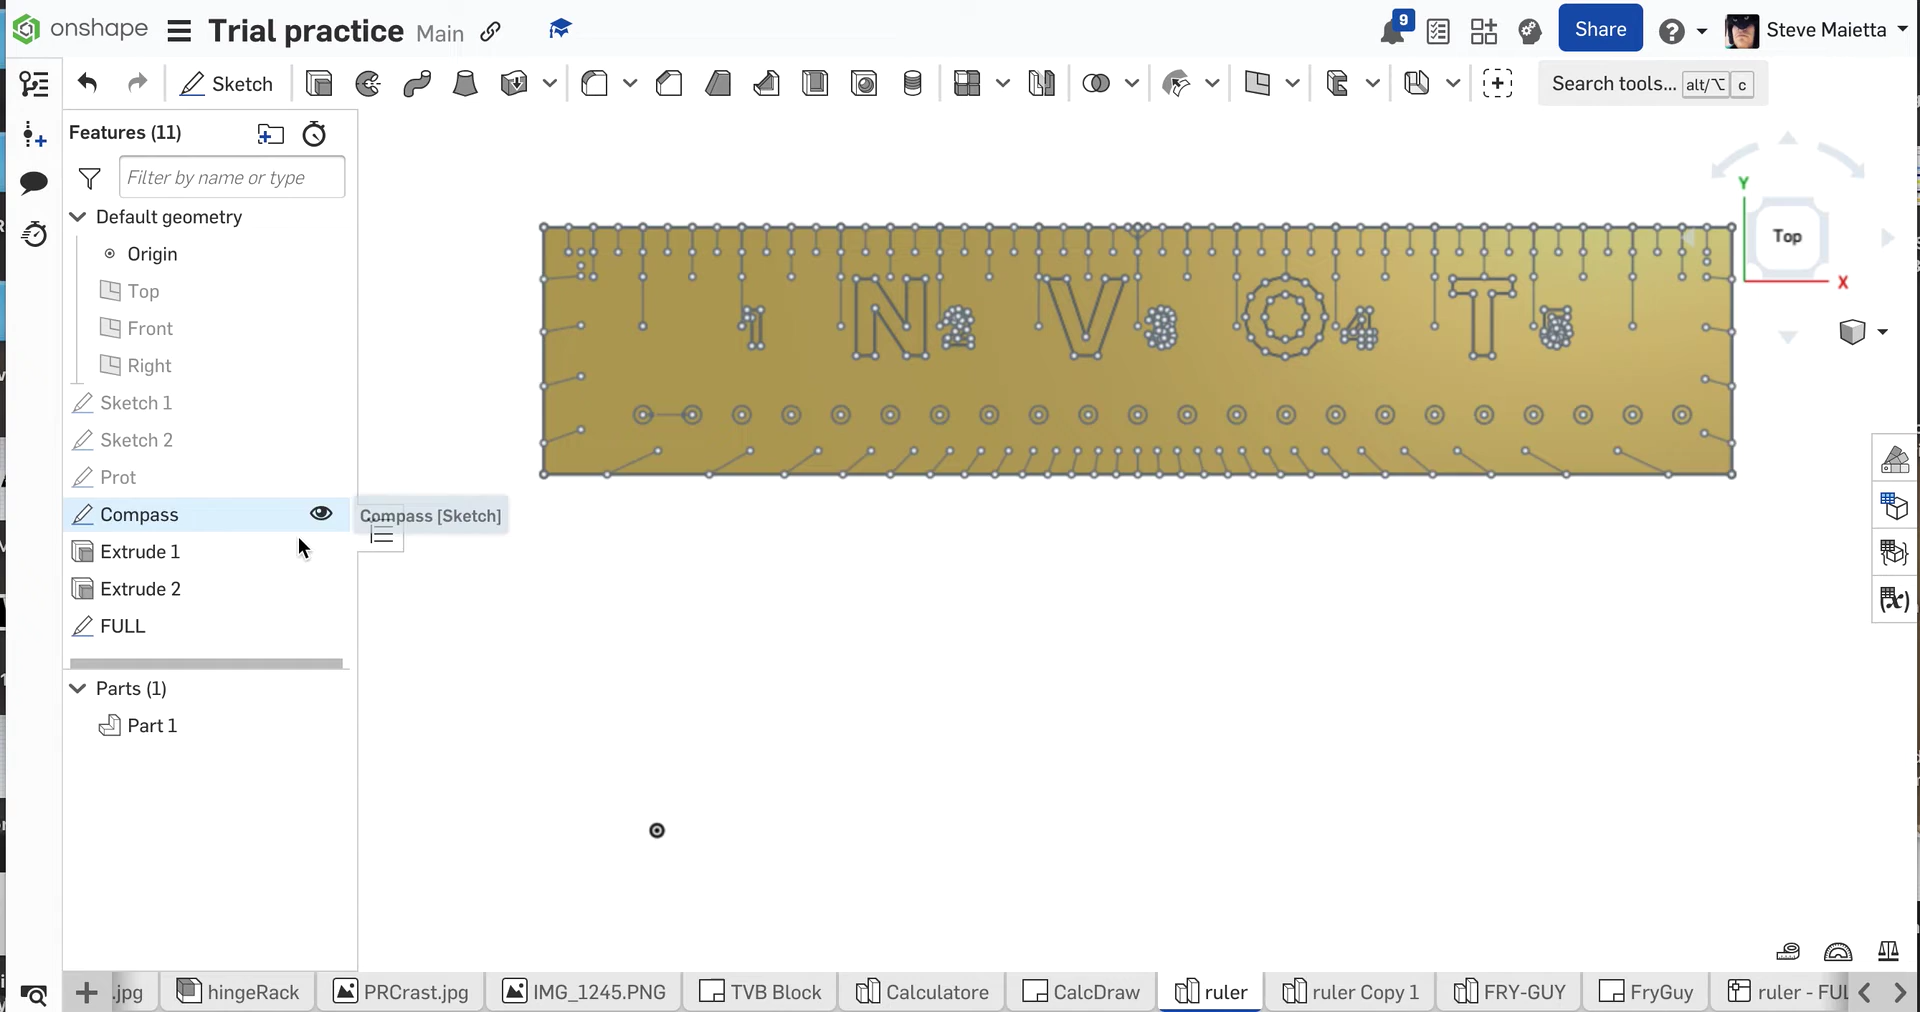 onshape Trial practice Main
9
Share
Steve Maietta
Sketch
Search tools... alt/⌥ c
Features (11)
Filter by name or type
Default geometry
Origin
Top
Front
Right
Sketch 1
Sketch 2
Prot
Compass
Compass [Sketch]
Extrude 1
Extrude 2
FULL
Parts (1)
Part 1
N V O T
1 2 3 4 5
Y
Top
X
(x)
.jpg
hingeRack
PRCrast.jpg
IMG_1245.PNG
TVB Block
Calculatore
CalcDraw
ruler
ruler Copy 1
FRY-GUY
FryGuy
ruler - FUL